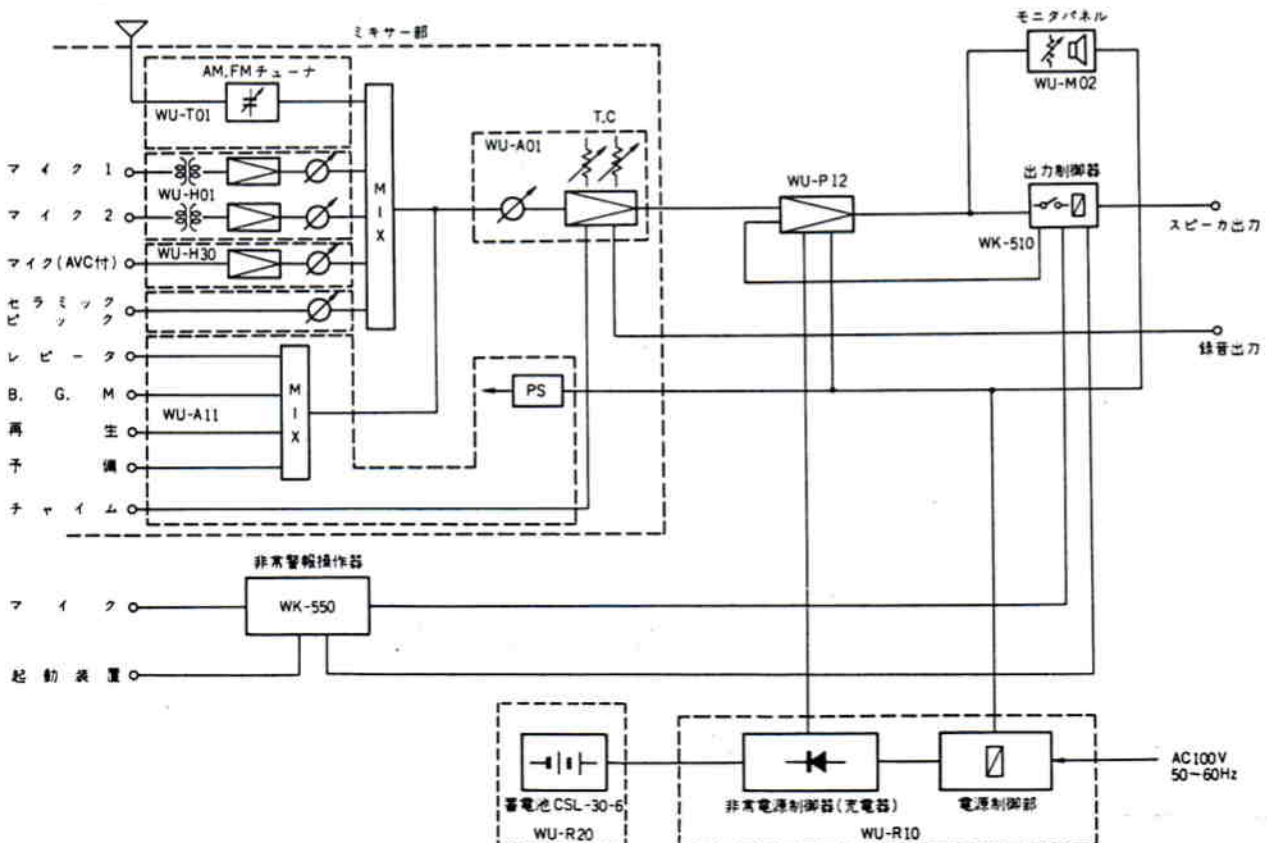 モニタパネル
ミキサー部
AM,FMチューナ
WU-M02
WU-T01
T.C
WU-A01
マイク 1
WU-H01
MIX
WU-P12
出力制御器
マイク 2
スピーカ出力
WK-510
マイク(AVC付)
WU-H30
セラミック
ピック
レピータ
録音出力
B. G. M
MIX
PS
WU-A11
再生
予備
チャイム
非常警報操作器
マイク
WK-550
起動装置
AC100V
50~60Hz
蓄電池CSL-30-6
非常電源制御器(充電器)
電源制御部
WU-R20
WU-R10